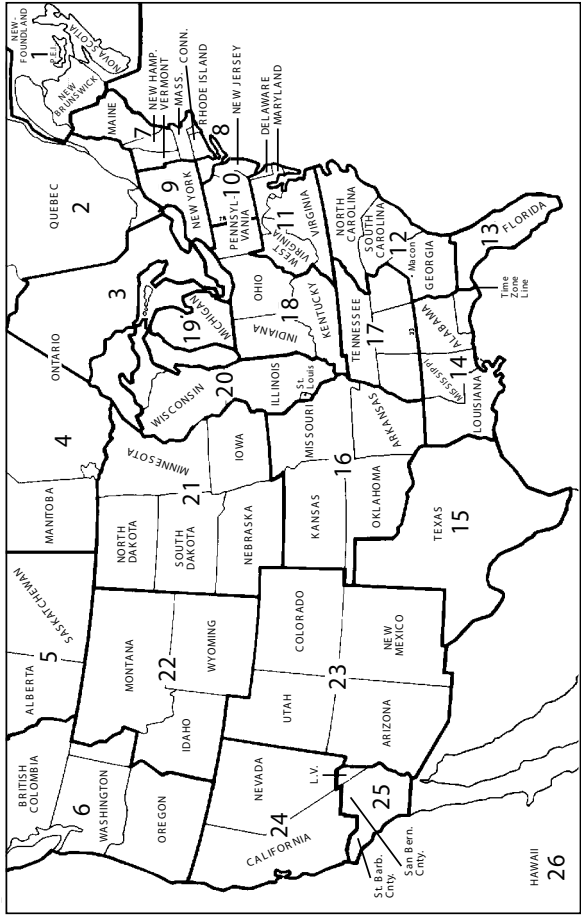 NEW-
FOUNDLAND
1
P.E.I.
NOVA SCOTIA
NEW
BRUNSWICK
QUEBEC
2
3
ONTARIO
4
MANITOBA
SASKATCHEWAN
5
ALBERTA
BRITISH
COLOMBIA
6
WASHINGTON
OREGON
MAINE
7
NEW HAMP.
VERMONT
MASS.
CONN.
RHODE ISLAND
8
NEW JERSEY
DELAWARE
MARYLAND
9
NEW YORK
PENNSYL-
VANIA
10
11
WEST
VIRGINIA
VIRGINIA
NORTH
CAROLINA
SOUTH
CAROLINA
12
Macon
GEORGIA
13
FLORIDA
Time
Zone
Line
ALABAMA
14
MISSISSIPPI
LOUISIANA
TEXAS
15
16
MISSOURI
ARKANSAS
KANSAS
OKLAHOMA
TENNESSEE
17
OHIO
18
INDIANA
KENTUCKY
19
MICHIGAN
WISCONSIN
20
ILLINOIS
St.
Louis
MINNESOTA
21
IOWA
NORTH
DAKOTA
SOUTH
DAKOTA
NEBRASKA
MONTANA
22
WYOMING
IDAHO
COLORADO
UTAH
23
NEW
MEXICO
ARIZONA
NEVADA
24
CALIFORNIA
L.V.
25
San Bern.
Cnty.
St. Barb.
Cnty.
HAWAII
26